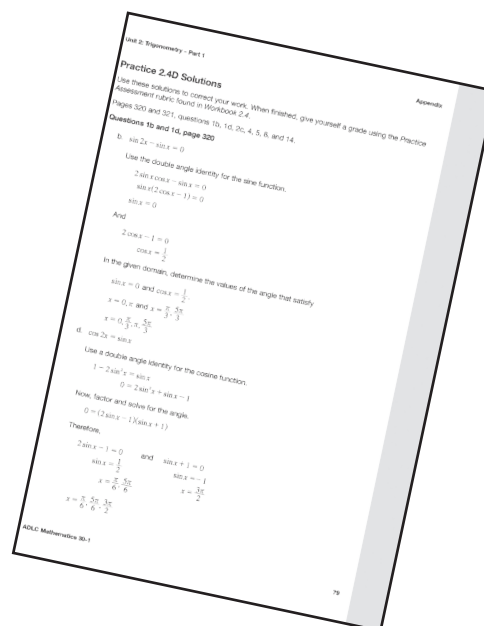 Unit 2: Trigonometry – Part 1
Appendix
Practice 2.4D Solutions
Use these solutions to correct your work. When finished, give yourself a grade using the Practice
Assessment rubric found in Workbook 2.4.
Pages 320 and 321, questions 1b, 1d, 2c, 4, 5, 6, and 14.
Questions 1b and 1d, page 320
b. sin 2x − sin x = 0
Use the double angle identity for the sine function.
2 sin x cos x − sin x = 0
sin x(2 cos x − 1) = 0
sin x = 0
And
2 cos x − 1 = 0
cos x = 1/2
In the given domain, determine the values of the angle that satisfy
sin x = 0 and cos x = 1/2.
x = 0, π and x = π/3, 5π/3
x = 0, π/3, π, 5π/3
d. cos 2x = sin x
Use a double angle identity for the cosine function.
1 − 2 sin² x = sin x
0 = 2 sin² x + sin x − 1
Now, factor and solve for the angle.
0 = (2 sin x − 1)(sin x + 1)
Therefore,
2 sin x − 1 = 0 and sin x + 1 = 0
sin x = 1/2 sin x = −1
x = π/6, 5π/6 x = 3π/2
x = π/6, 5π/6, 3π/2
ADLC Mathematics 30-1
79